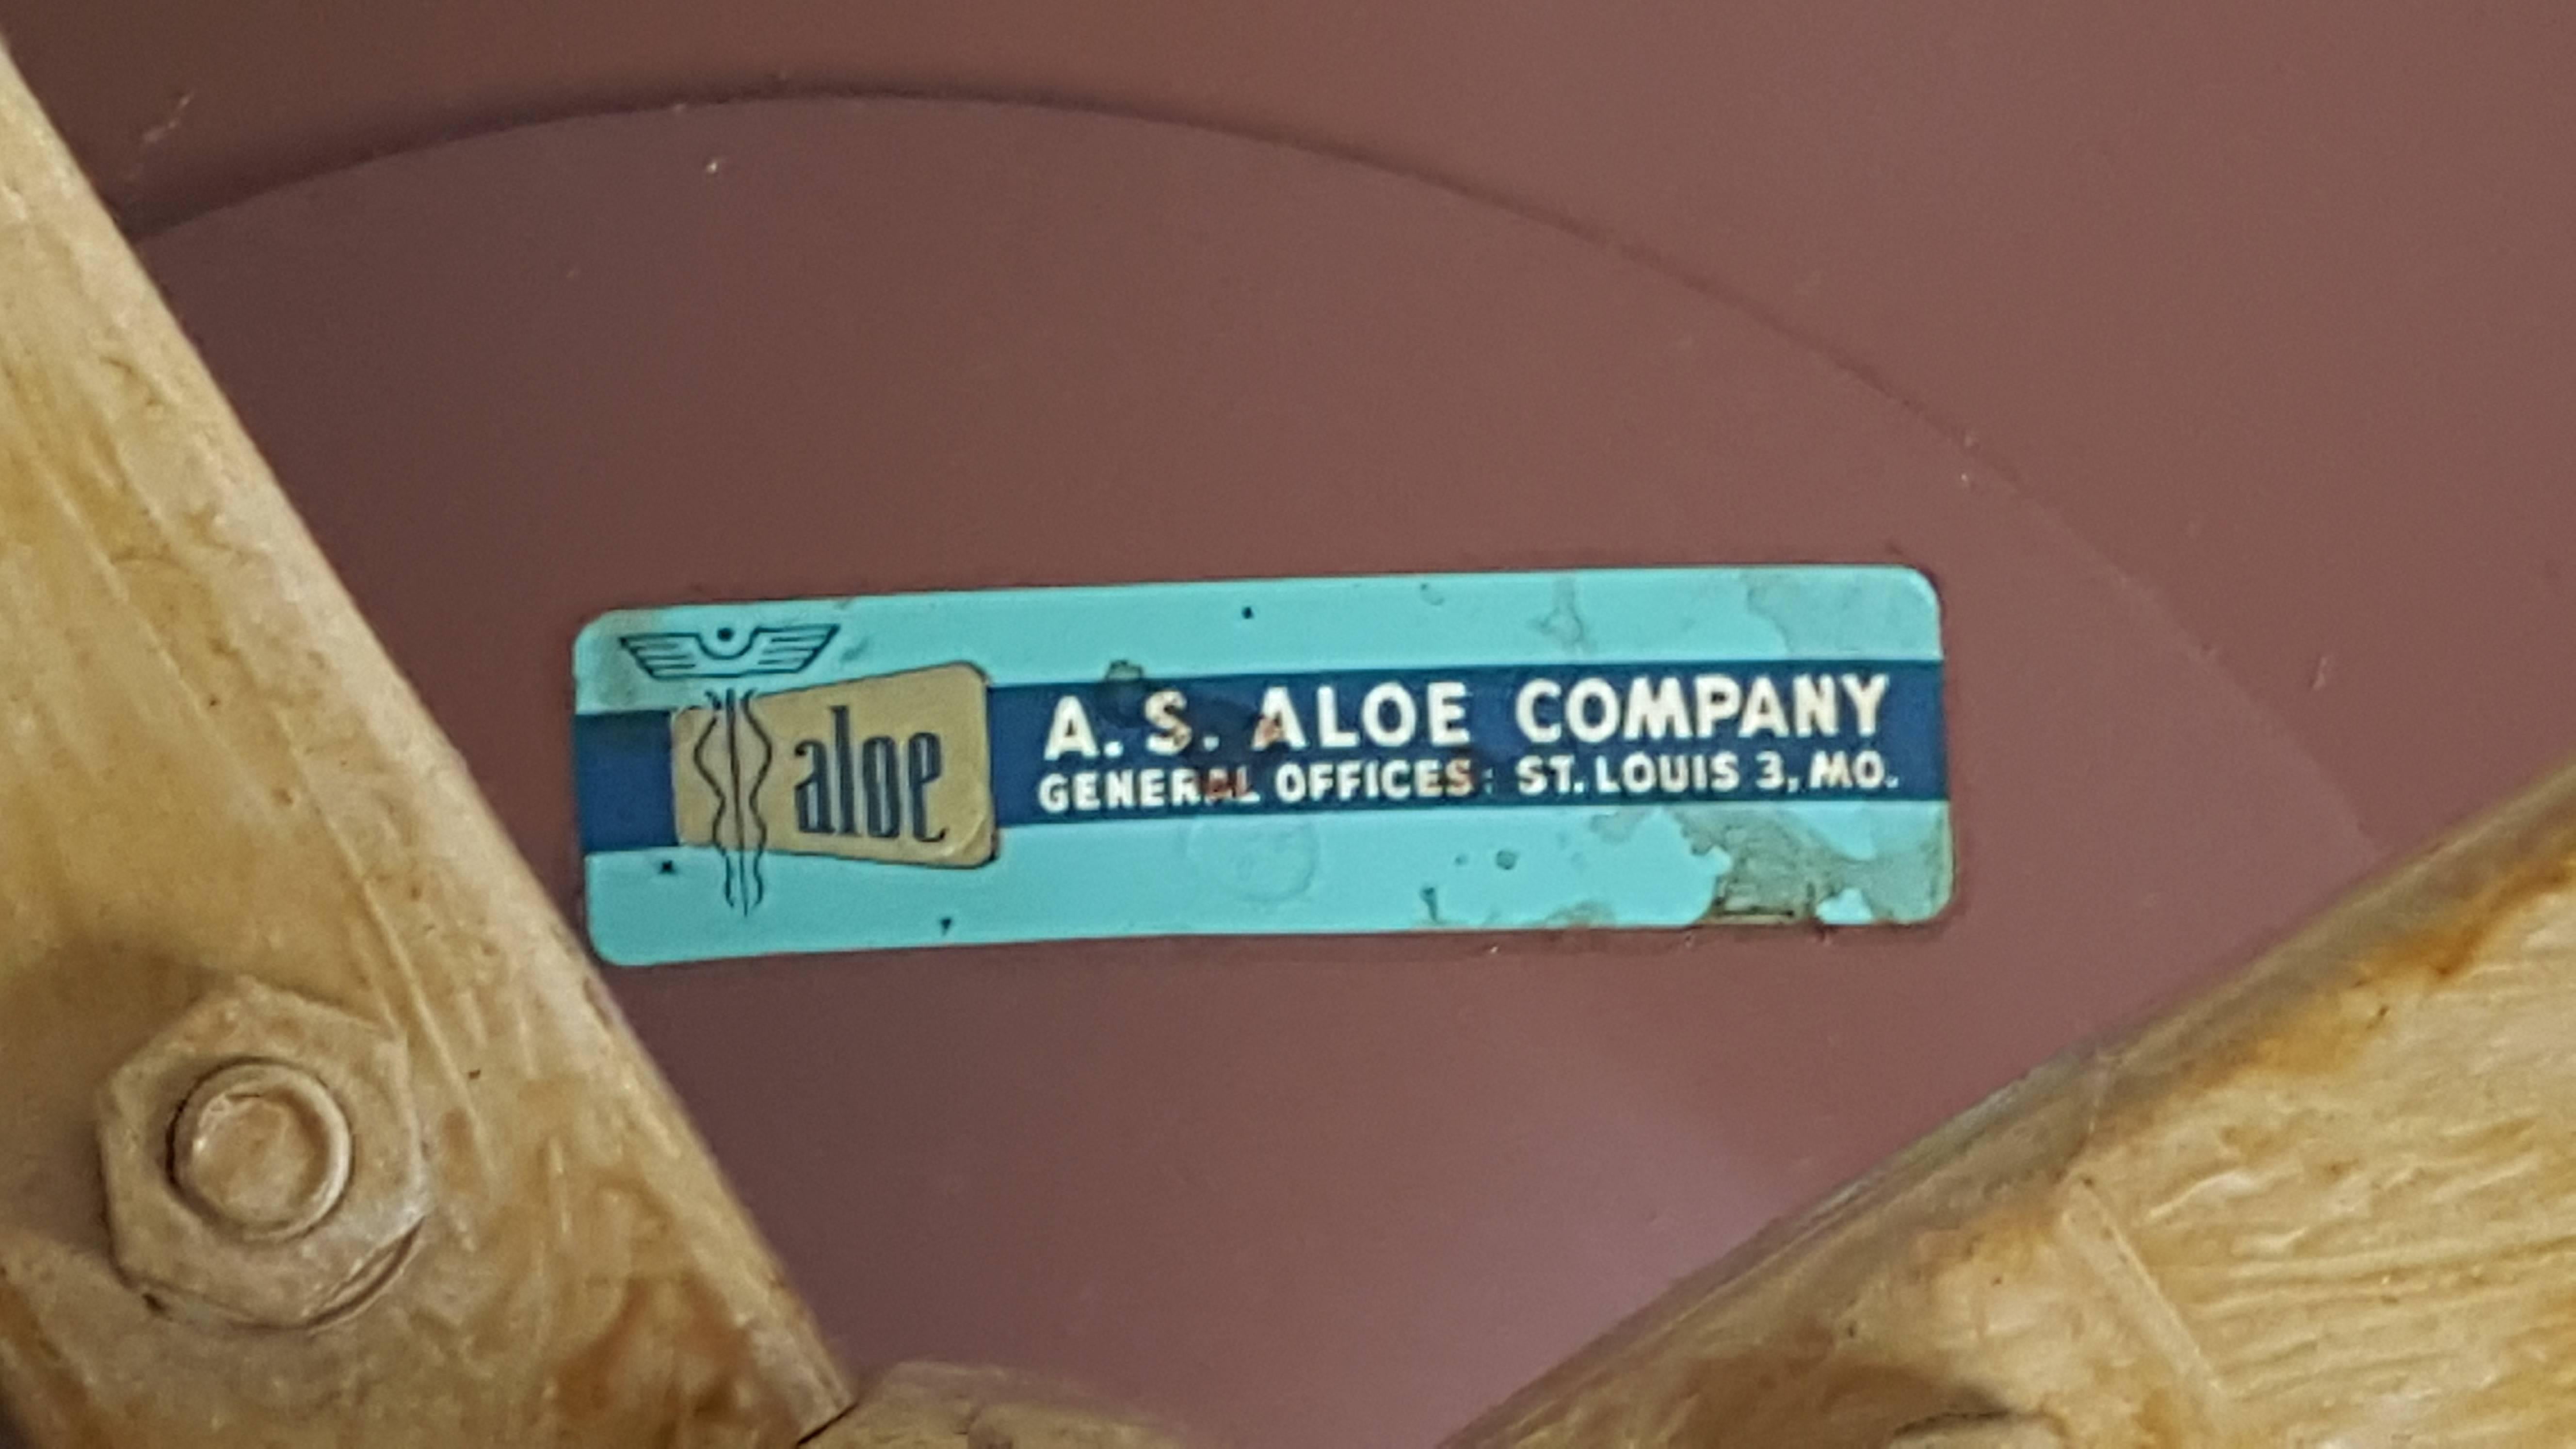 aloe
A. S. ALOE COMPANY
GENERAL OFFICES: ST. LOUIS 3, MO.